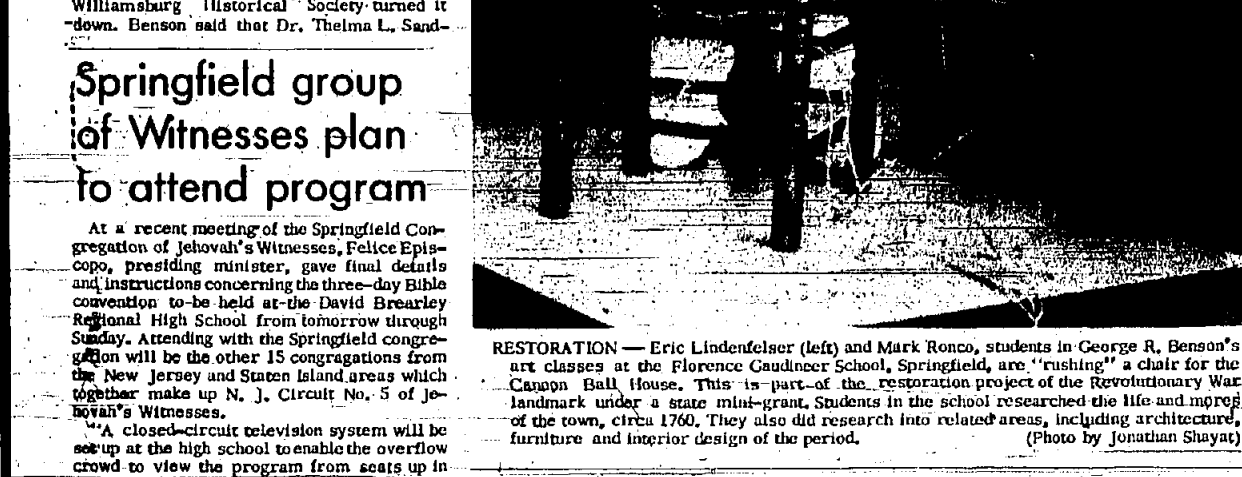 Williamsburg Historical Society turned it
down. Benson said that Dr. Thelma L. Sand-
Springfield group
of Witnesses plan
to attend program
At a recent meeting of the Springfield Con-
gregation of Jehovah's Witnesses, Felice Epis-
copo, presiding minister, gave final details
and instructions concerning the three-day Bible
convention to be held at the David Brearley
Regional High School from tomorrow through
Sunday. Attending with the Springfield congre-
gation will be the other 15 congragations from
the New Jersey and Staten Island areas which
together make up N. J. Circuit No. 5 of Je-
hovah's Witnesses.
"A closed-circuit television system will be
set up at the high school to enable the overflow
crowd to view the program from seats up in
RESTORATION — Eric Lindenfelser (left) and Mark Ronco, students in George R. Benson's
art classes at the Florence Gaudineer School, Springfield, are "rushing" a chair for the
Cannon Ball House. This is part of the restoration project of the Revolutionary War
landmark under a state mini-grant. Students in the school researched the life and mores
of the town, circa 1760. They also did research into related areas, including architecture,
furniture and interior design of the period. (Photo by Jonathan Shayat)